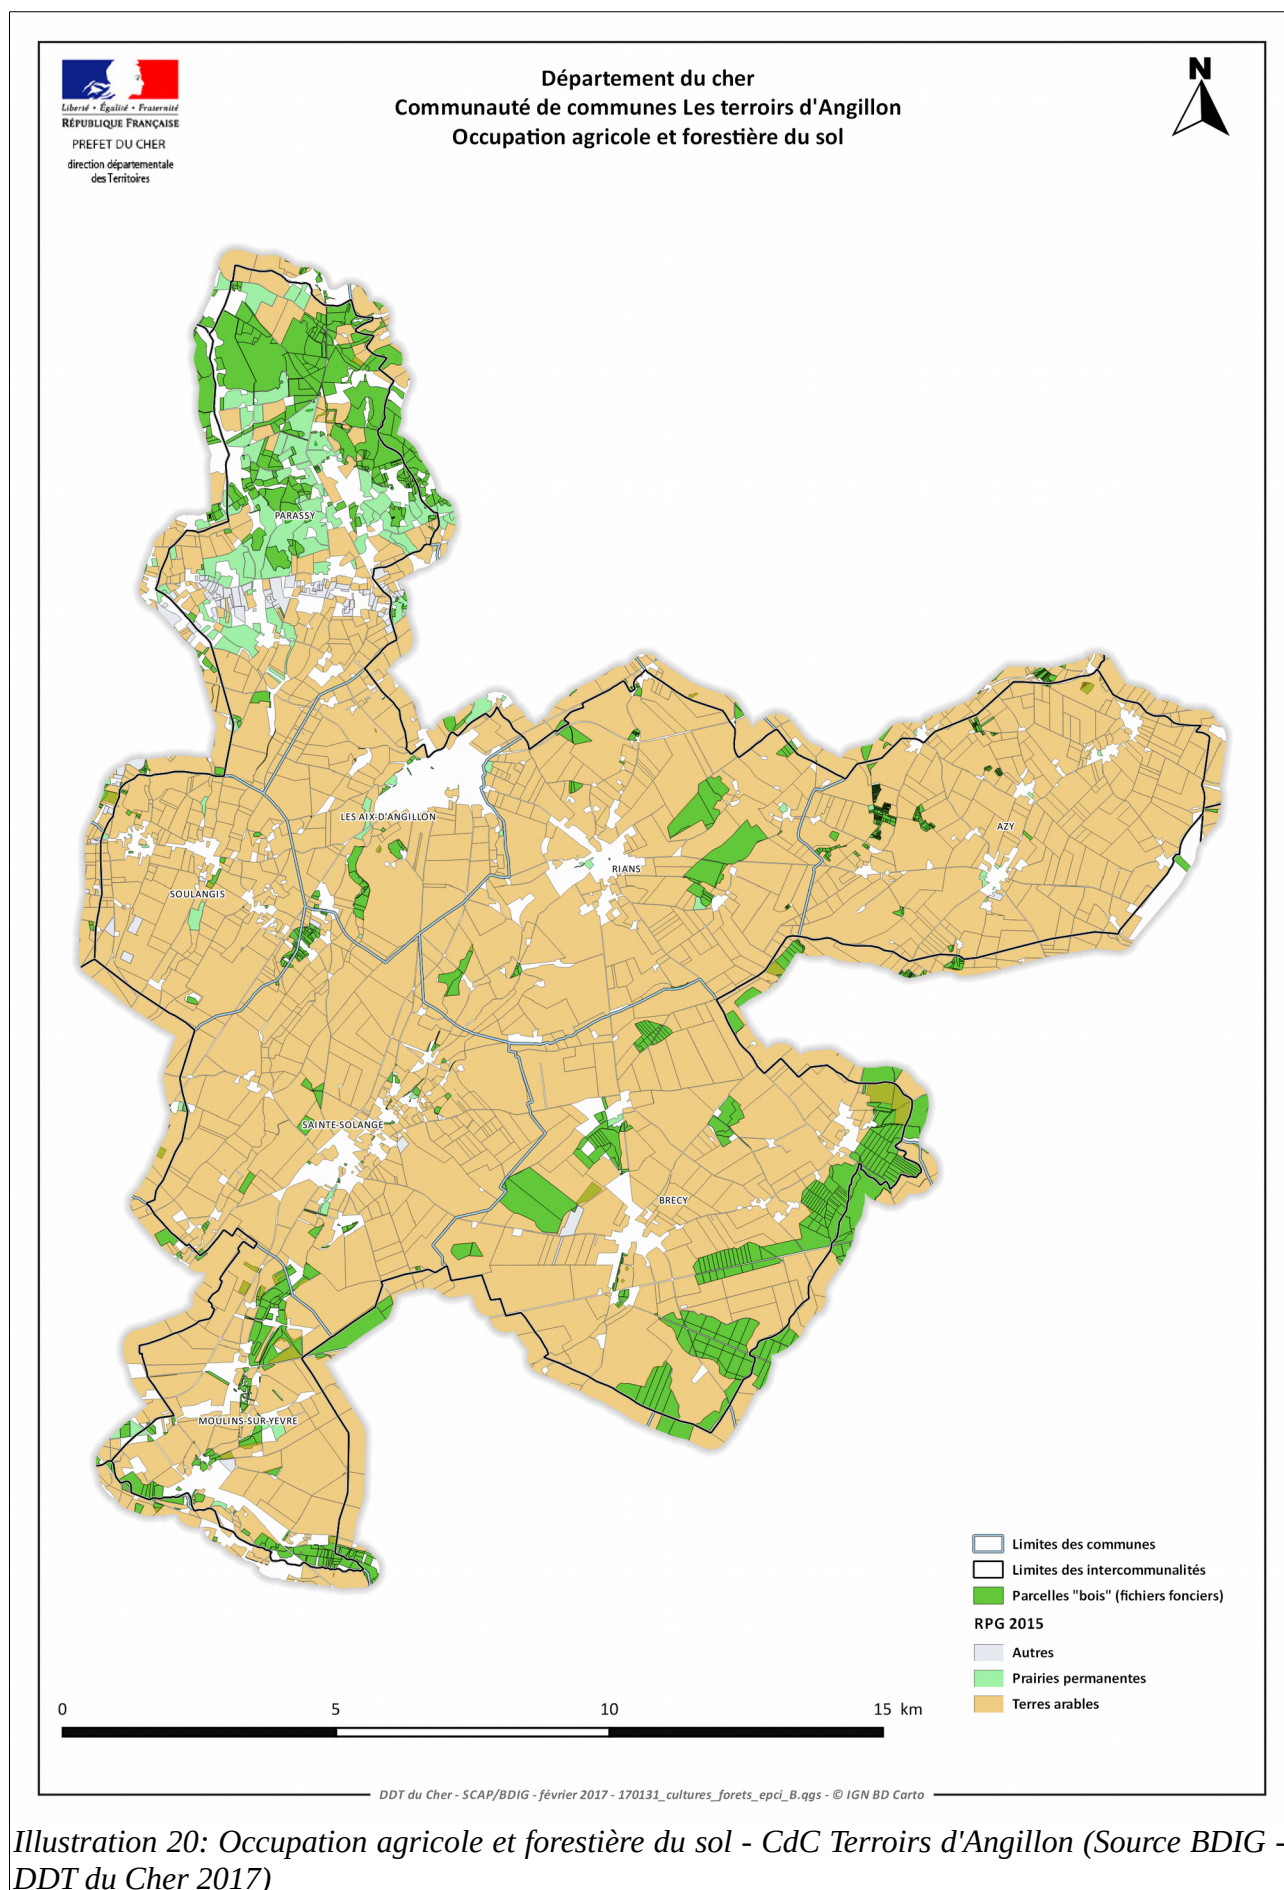 Liberté • Égalité • Fraternité
RÉPUBLIQUE FRANÇAISE
PREFET DU CHER
direction départementale
des Territoires
Département du cher
Communauté de communes Les terroirs d'Angillon
Occupation agricole et forestière du sol
N
PARASSY
LES AIX-D'ANGILLON
AZY
RIANS
SOULANGIS
SAINTE-SOLANGE
BRECY
MOULINS-SUR-YEVRE
Limites des communes
Limites des intercommunalités
Parcelles "bois" (fichiers fonciers)
RPG 2015
Autres
Prairies permanentes
Terres arables
0 5 10 15 km
DDT du Cher - SCAP/BDIG - février 2017 - 170131_cultures_forets_epci_B.qgs - © IGN BD Carto
Illustration 20: Occupation agricole et forestière du sol - CdC Terroirs d'Angillon (Source BDIG -
DDT du Cher 2017)